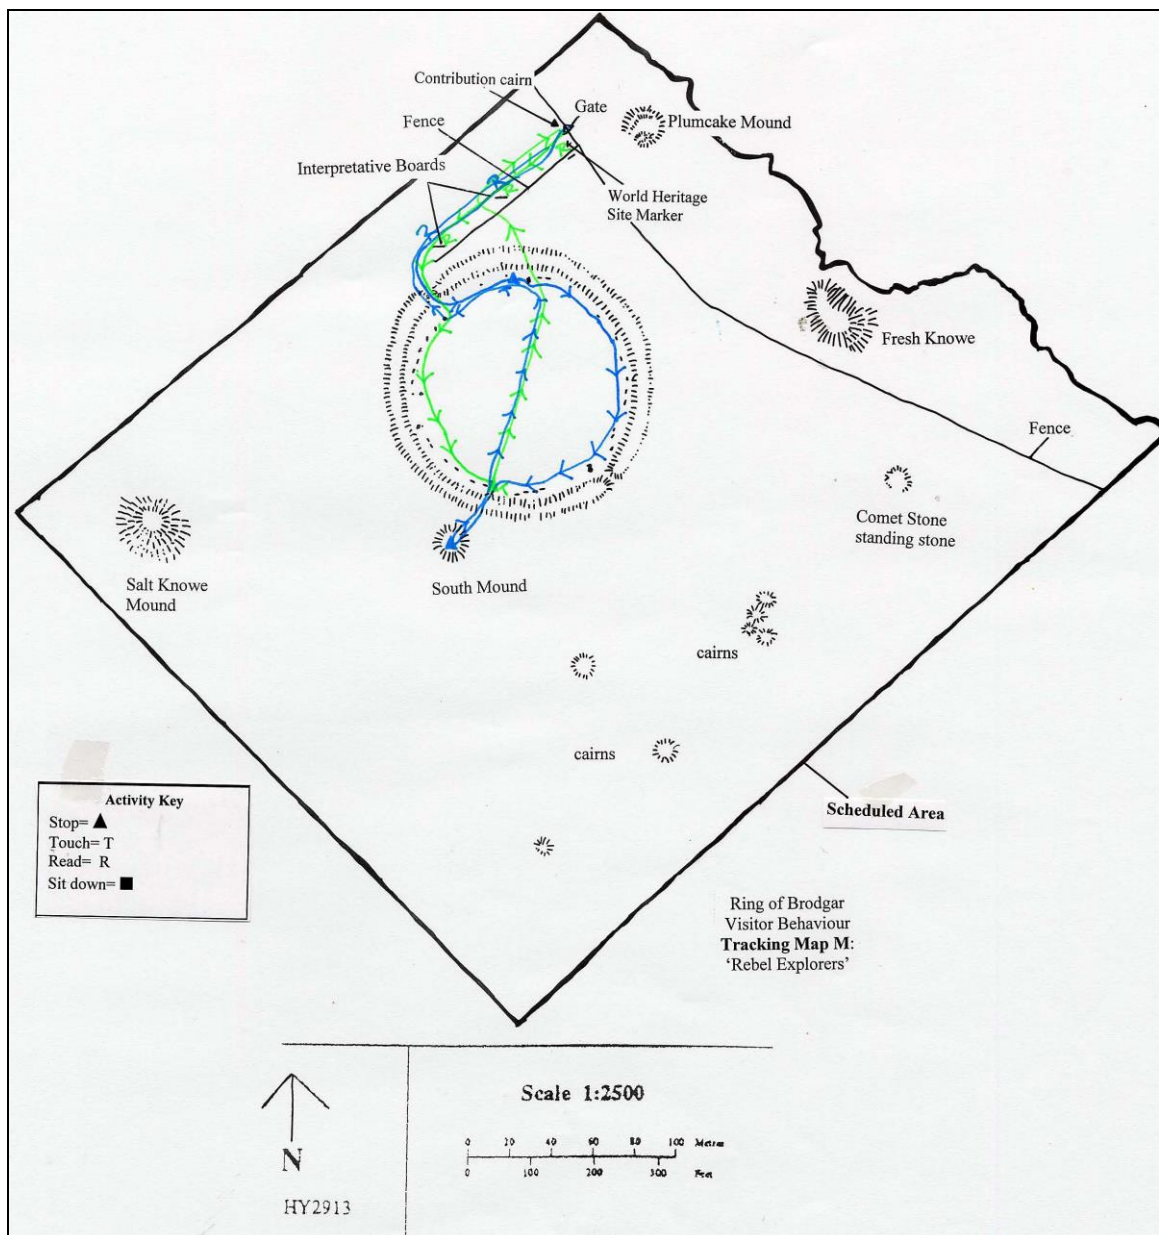 Contribution cairn
Gate
Fence
Plumcake Mound
Interpretative Boards
R
R
World Heritage
Site Marker
R
R
R
Fresh Knowe
Fence
Comet Stone
standing stone
Salt Knowe
Mound
South Mound
cairns
cairns
Activity Key
Stop= ▲
Touch= T
Read= R
Sit down= ■
Scheduled Area
Ring of Brodgar
Visitor Behaviour
Tracking Map M:
'Rebel Explorers'
Scale 1:2500
0 20 40 60 80 100 Metres
0 100 200 300 Feet
N
HY2913